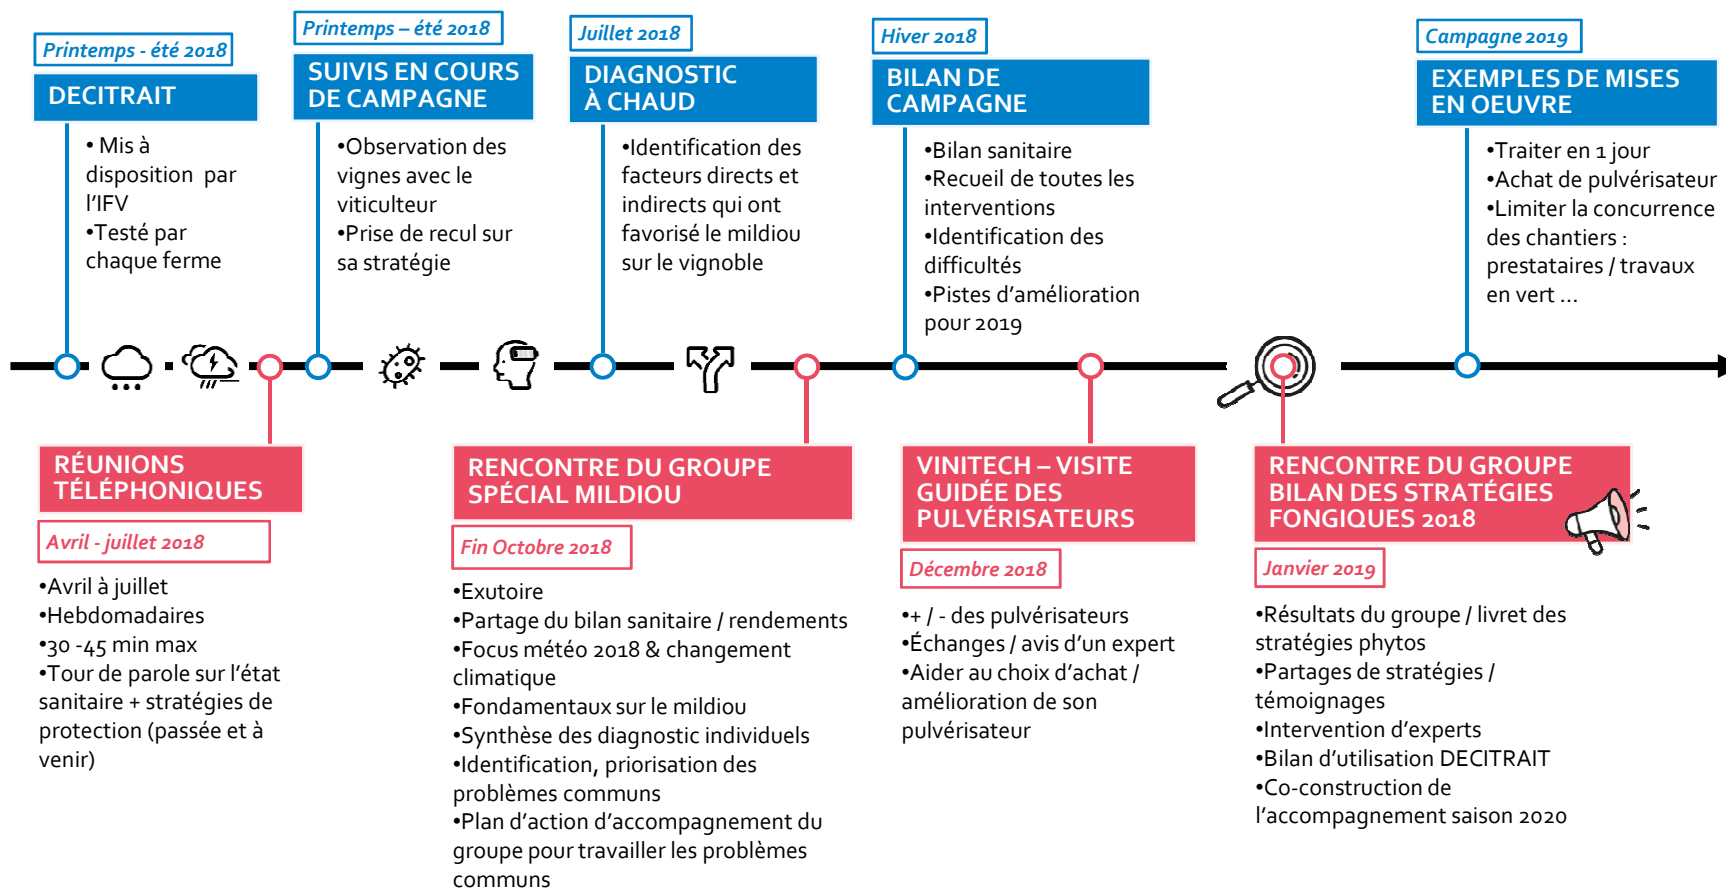 Printemps - été 2018
DECITRAIT
• Mis à
disposition par
l’IFV
•Testé par
chaque ferme
Printemps – été 2018
SUIVIS EN COURS
DE CAMPAGNE
•Observation des
vignes avec le
viticulteur
•Prise de recul sur
sa stratégie
Juillet 2018
DIAGNOSTIC
À CHAUD
•Identification des
facteurs directs et
indirects qui ont
favorisé le mildiou
sur le vignoble
Hiver 2018
BILAN DE
CAMPAGNE
•Bilan sanitaire
•Recueil de toutes les
interventions
•Identification des
difficultés
•Pistes d’amélioration
pour 2019
Campagne 2019
EXEMPLES DE MISES
EN OEUVRE
•Traiter en 1 jour
•Achat de pulvérisateur
•Limiter la concurrence
des chantiers :
prestataires / travaux
en vert ...
RÉUNIONS
TÉLÉPHONIQUES
Avril - juillet 2018
•Avril à juillet
•Hebdomadaires
•30 -45 min max
•Tour de parole sur l’état
sanitaire + stratégies de
protection (passée et à
venir)
RENCONTRE DU GROUPE
SPÉCIAL MILDIOU
Fin Octobre 2018
•Exutoire
•Partage du bilan sanitaire / rendements
•Focus météo 2018 & changement
climatique
•Fondamentaux sur le mildiou
•Synthèse des diagnostic individuels
•Identification, priorisation des
problèmes communs
•Plan d’action d’accompagnement du
groupe pour travailler les problèmes
communs
VINITECH – VISITE
GUIDÉE DES
PULVÉRISATEURS
Décembre 2018
•+ / - des pulvérisateurs
•Échanges / avis d’un expert
•Aider au choix d’achat /
amélioration de son
pulvérisateur
RENCONTRE DU GROUPE
BILAN DES STRATÉGIES
FONGIQUES 2018
Janvier 2019
•Résultats du groupe / livret des
stratégies phytos
•Partages de stratégies /
témoignages
•Intervention d’experts
•Bilan d’utilisation DECITRAIT
•Co-construction de
l’accompagnement saison 2020